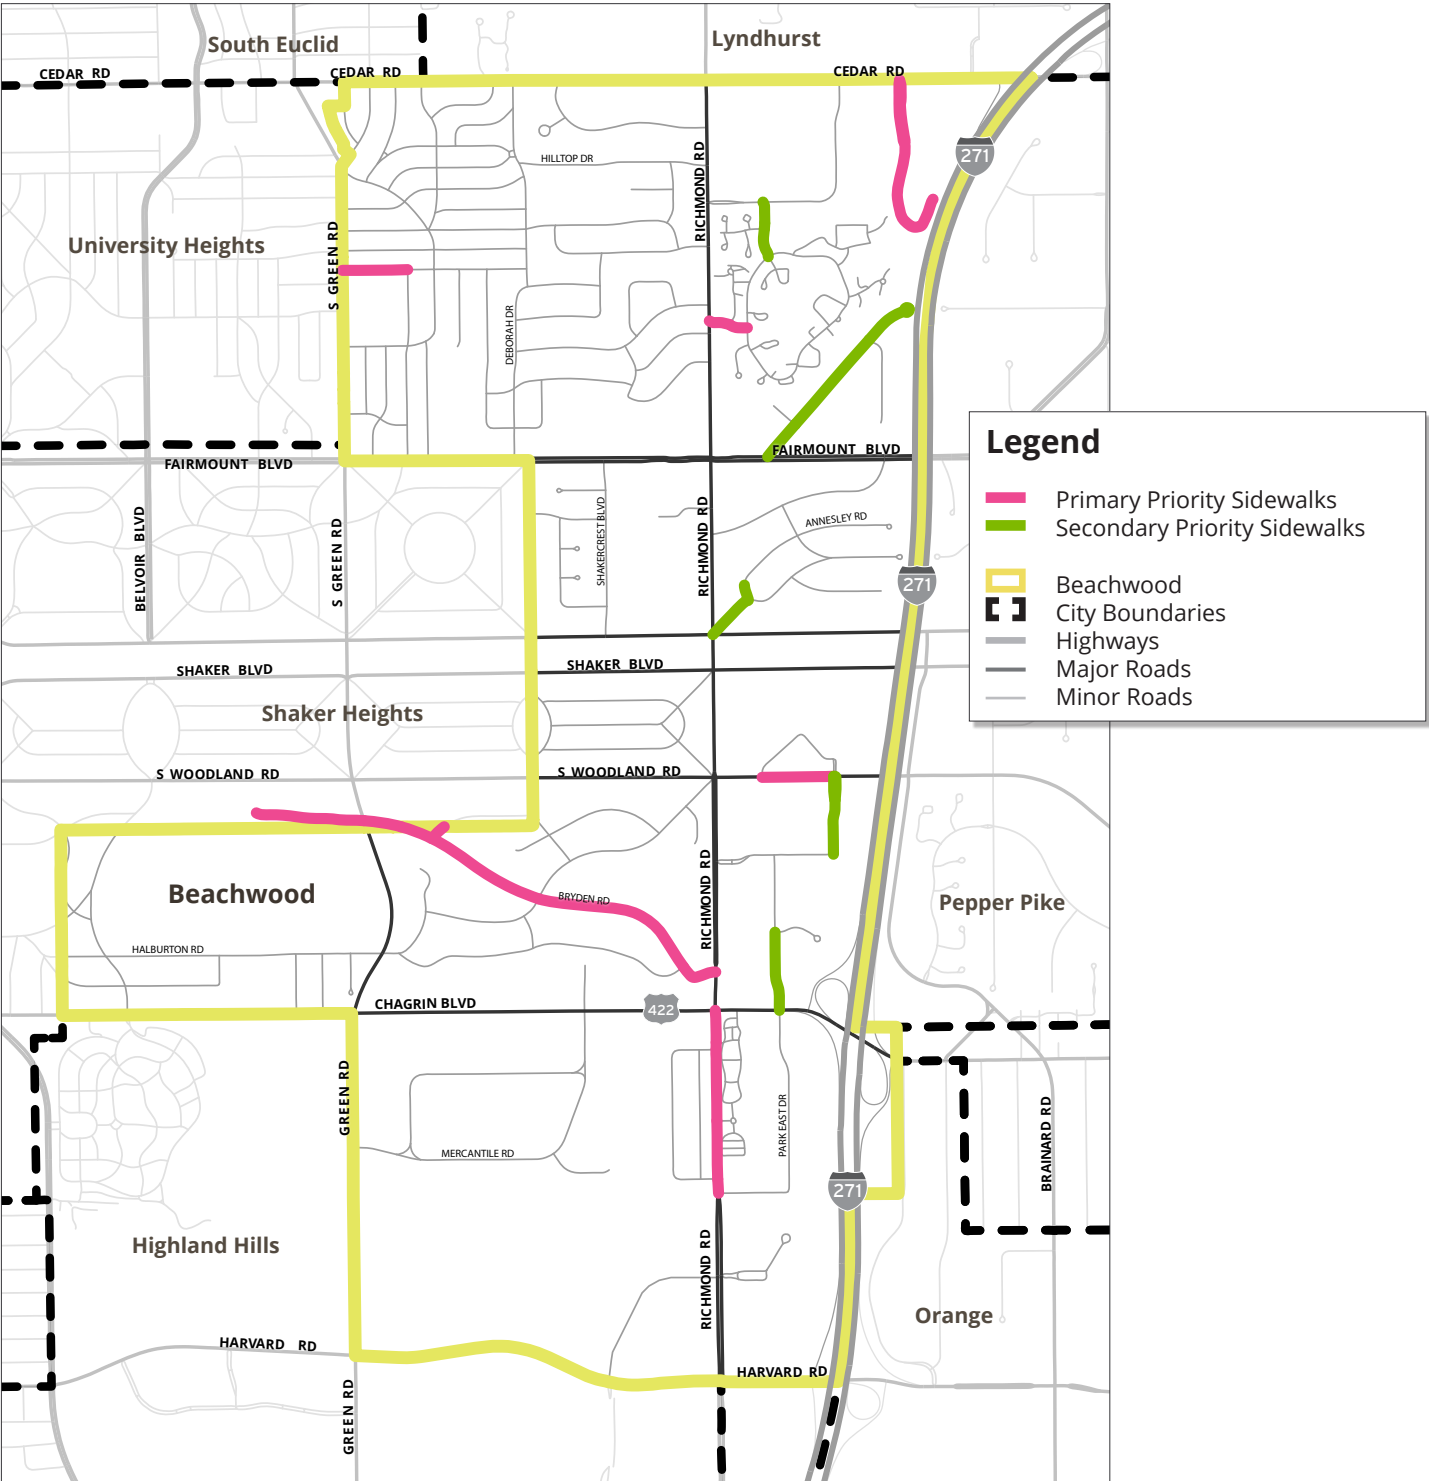 South Euclid
Lyndhurst
CEDAR RD
CEDAR RD
CEDAR RD
271
HILLTOP DR
RICHMOND RD
University Heights
S GREEN RD
DEBORAH DR
FAIRMOUNT BLVD
FAIRMOUNT BLVD
Legend
Primary Priority Sidewalks
Secondary Priority Sidewalks
Beachwood
City Boundaries
Highways
Major Roads
Minor Roads
BELVOIR BLVD
S GREEN RD
SHAKERCREST BLVD
RICHMOND RD
ANNESLEY RD
271
SHAKER BLVD
SHAKER BLVD
Shaker Heights
S WOODLAND RD
S WOODLAND RD
Beachwood
BRYDEN RD
RICHMOND RD
Pepper Pike
HALBURTON RD
CHAGRIN BLVD
422
GREEN RD
MERCANTILE RD
PARK EAST DR
BRAINARD RD
271
Highland Hills
RICHMOND RD
Orange
HARVARD RD
HARVARD RD
GREEN RD